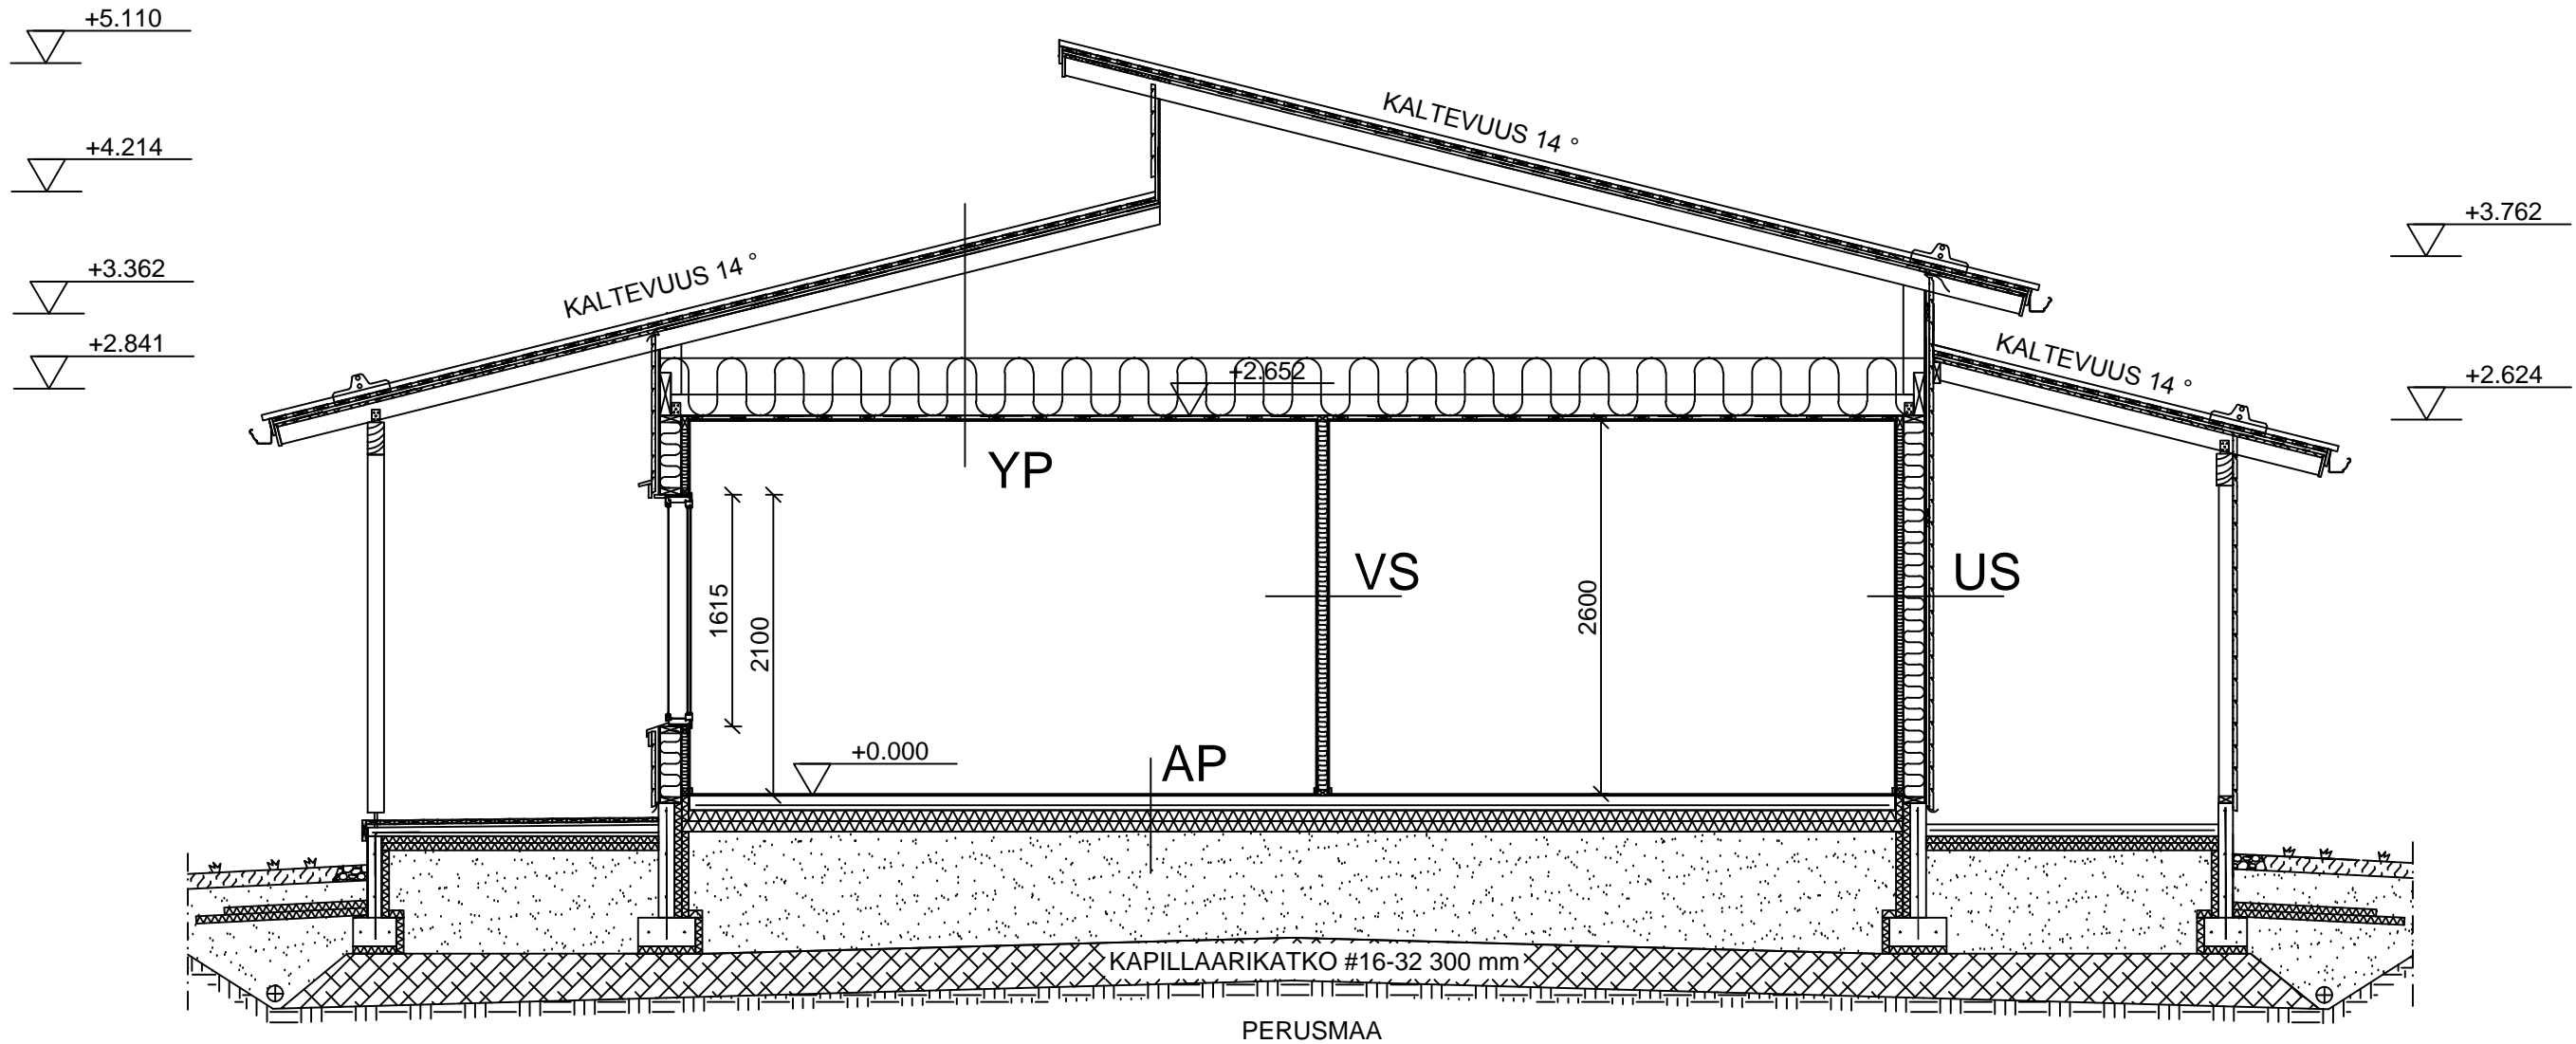 +5.110
KALTEVUUS 14 °
+4.214
+3.762
KALTEVUUS 14 °
+3.362
+2.841
KALTEVUUS 14 °
+2.652
+2.624
YP
VS
US
1615
2100
2600
+0.000
AP
KAPILLAARIKATKO #16-32 300 mm
PERUSMAA